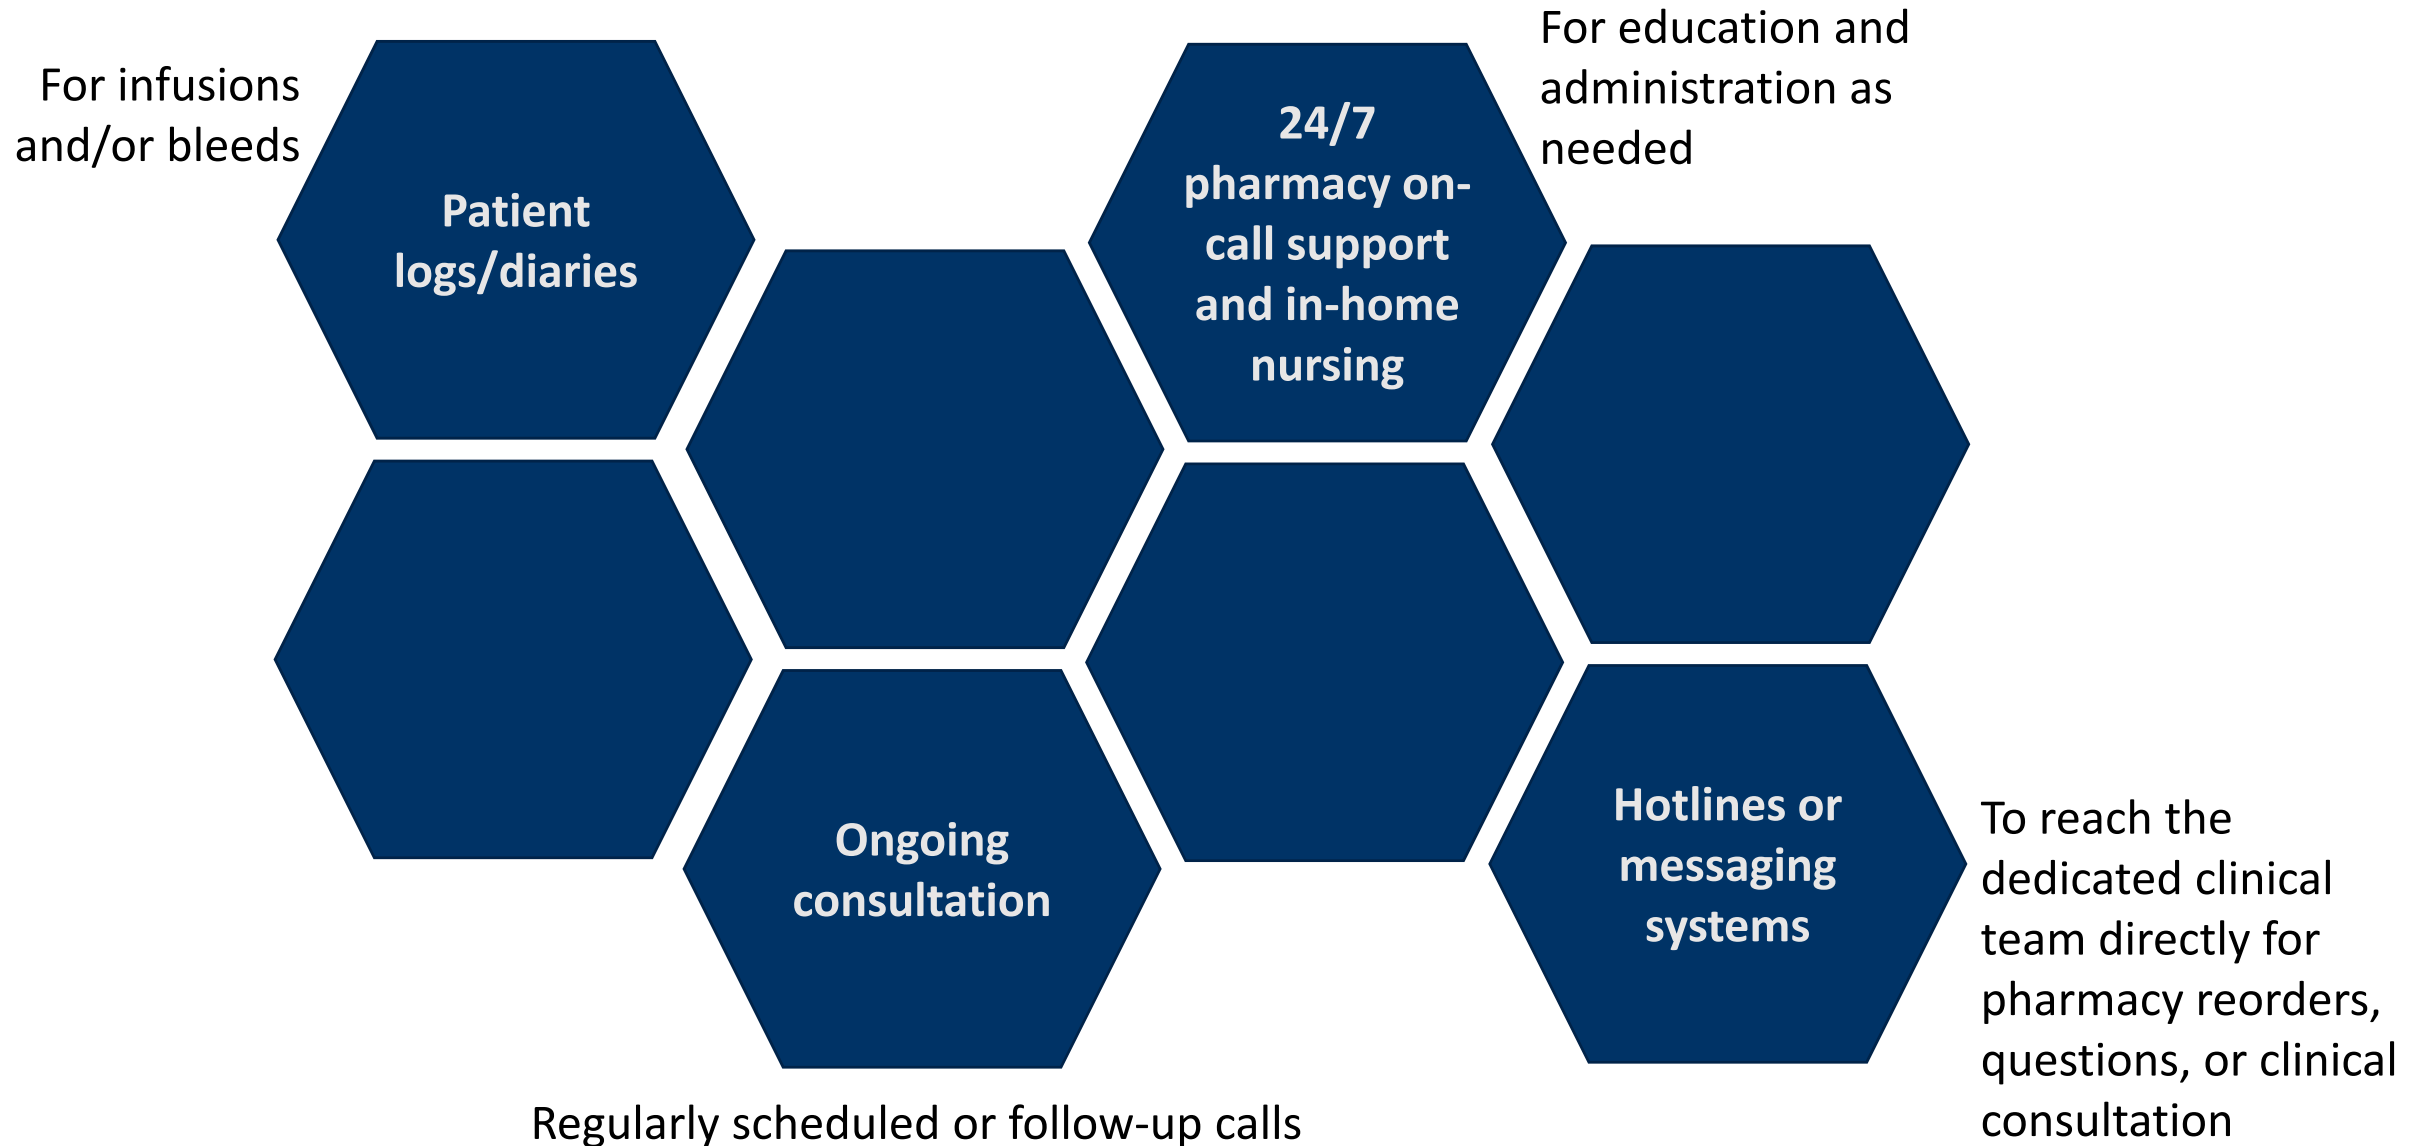 For infusions
and/or bleeds
Patient
logs/diaries
24/7
pharmacy on-
call support
and in-home
nursing
For education and
administration as
needed
Ongoing
consultation
Regularly scheduled or follow-up calls
Hotlines or
messaging
systems
To reach the
dedicated clinical
team directly for
pharmacy reorders,
questions, or clinical
consultation